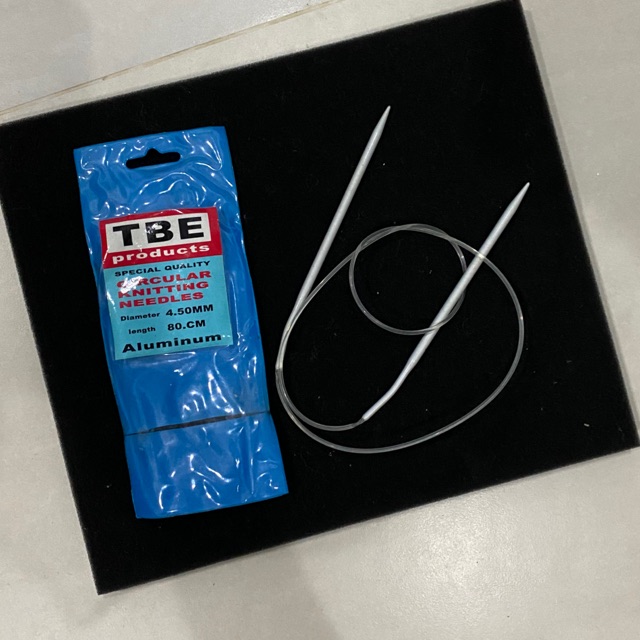 TBE
products
SPECIAL QUALITY
CIRCULAR
KNITTING
NEEDLES
Diameter 4.50MM
length 80.CM
Aluminum